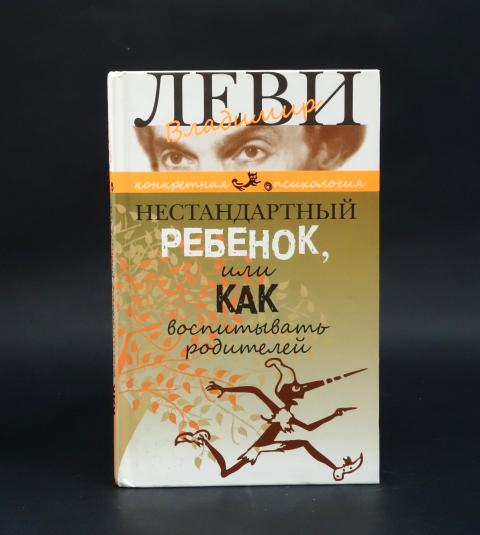 ЛЕВИ
Владимир
конкретная психология
НЕСТАНДАРТНЫЙ
РЕБЕНОК,
или
КАК
воспитывать
родителей